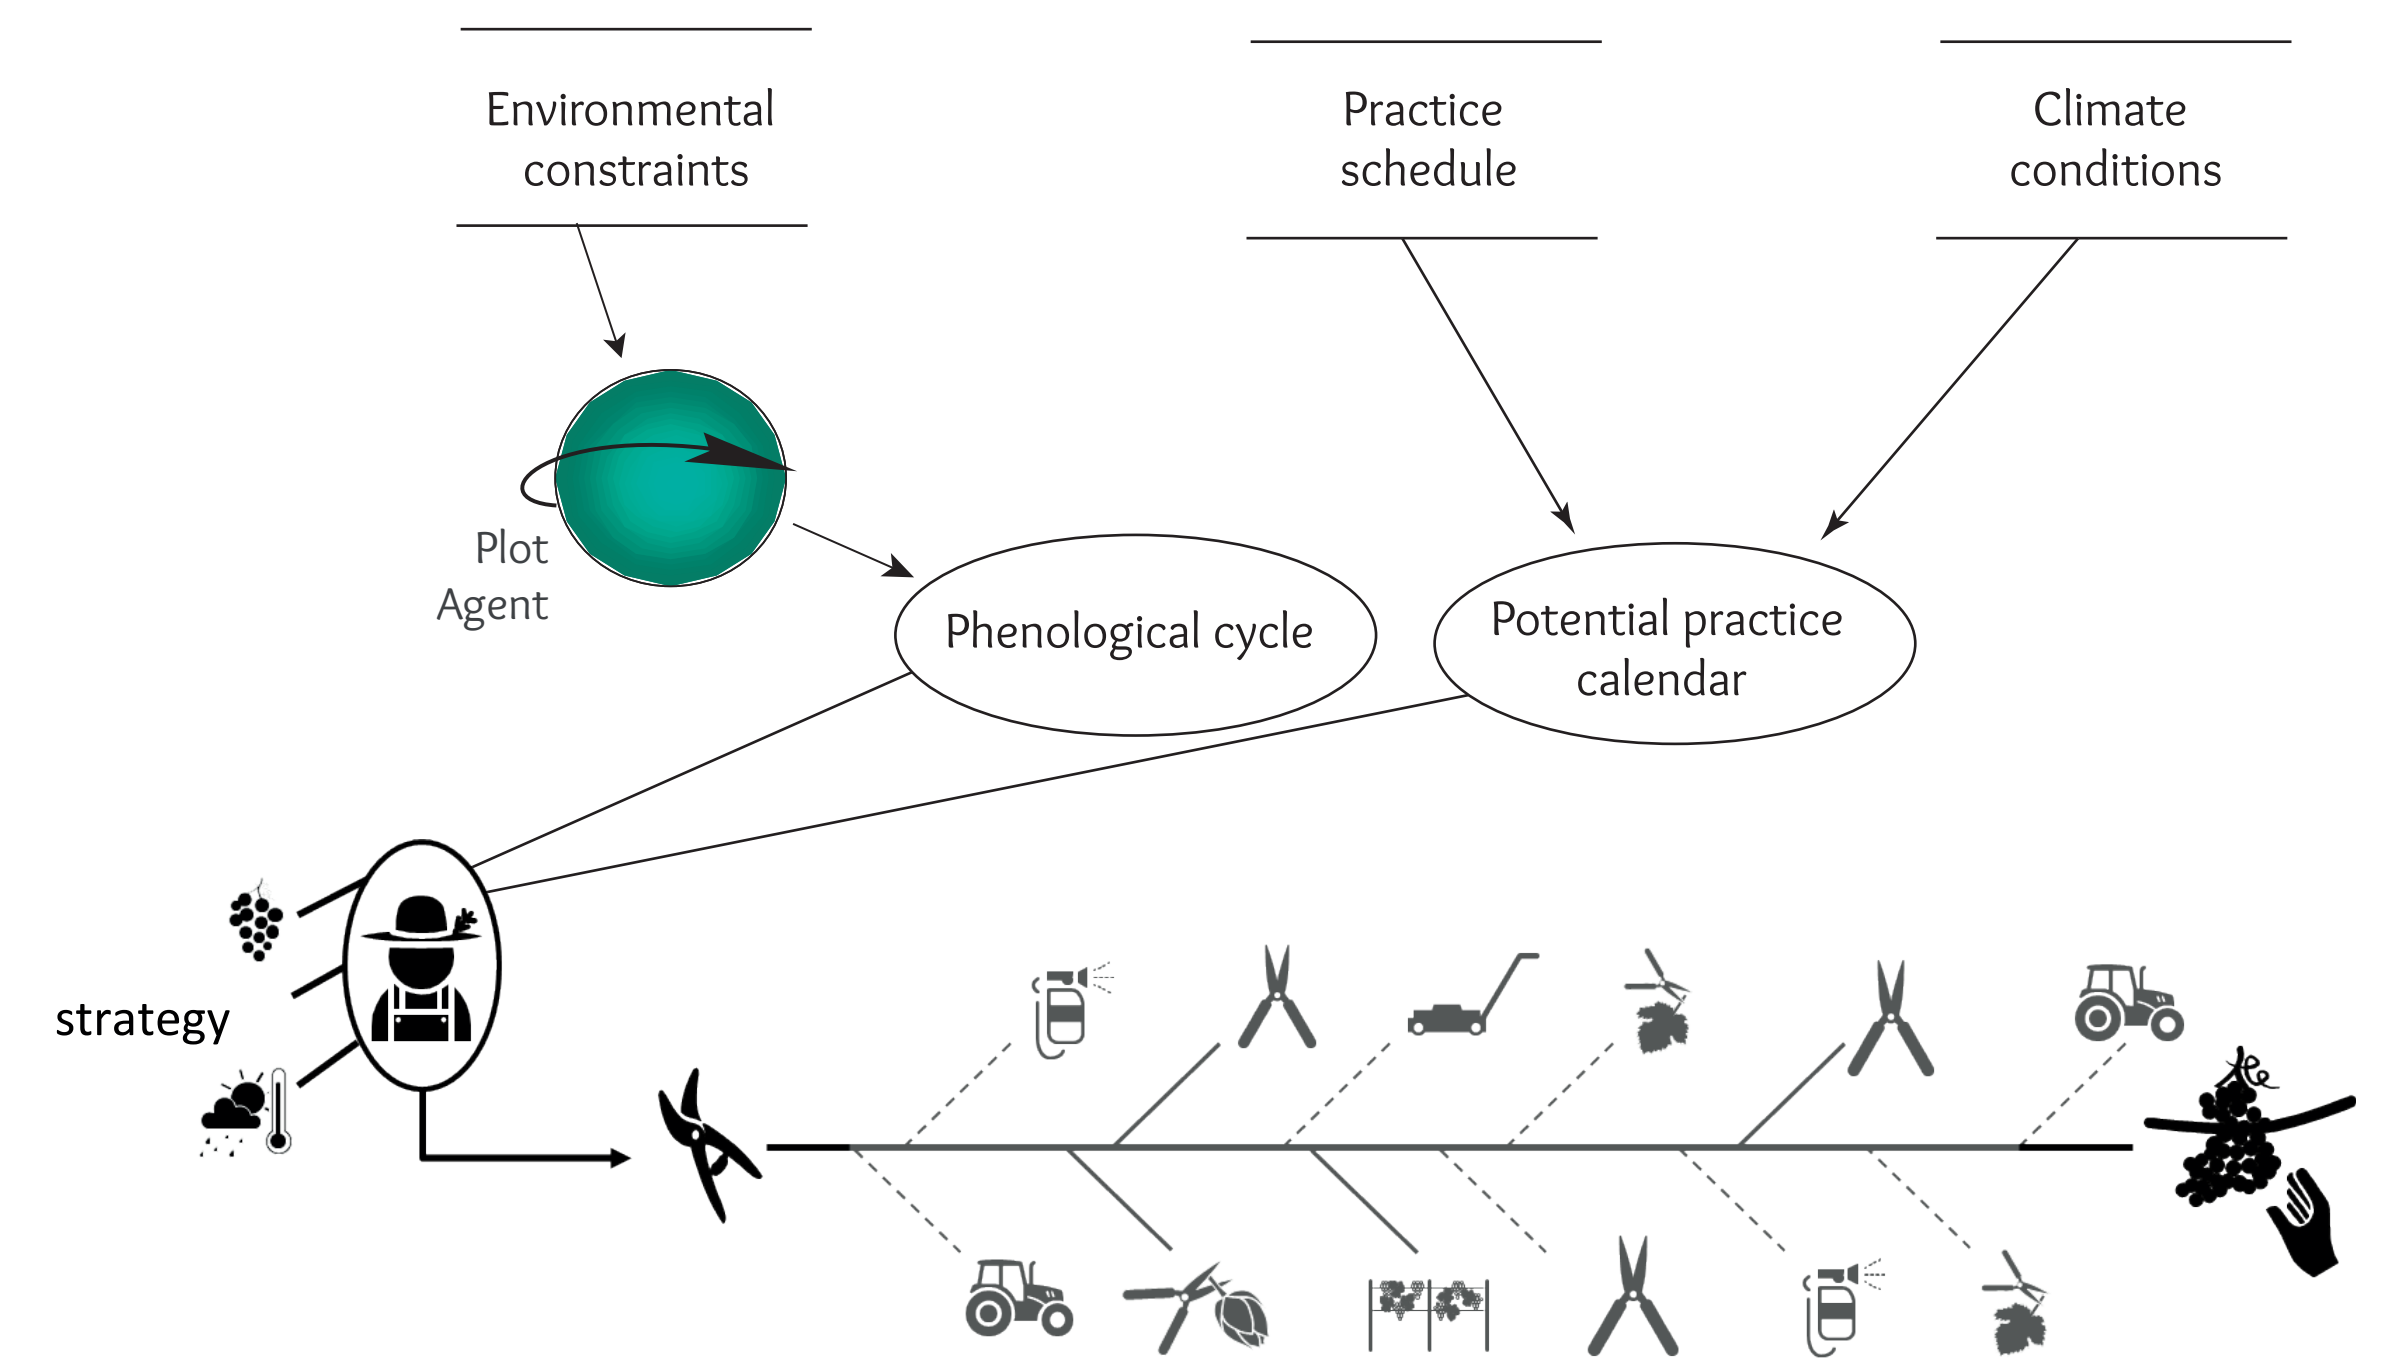 Environmental
constraints
Practice
schedule
Climate
conditions
Plot
Agent
Phenological cycle
Potential practice
calendar
strategy